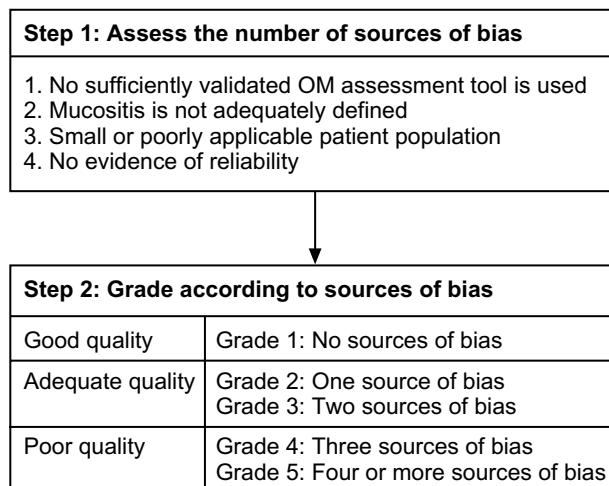 Step 1: Assess the number of sources of bias
1. No sufficiently validated OM assessment tool is used
2. Mucositis is not adequately defined
3. Small or poorly applicable patient population
4. No evidence of reliability
Step 2: Grade according to sources of bias
Good quality Grade 1: No sources of bias
Adequate quality Grade 2: One source of bias
Grade 3: Two sources of bias
Poor quality Grade 4: Three sources of bias
Grade 5: Four or more sources of bias